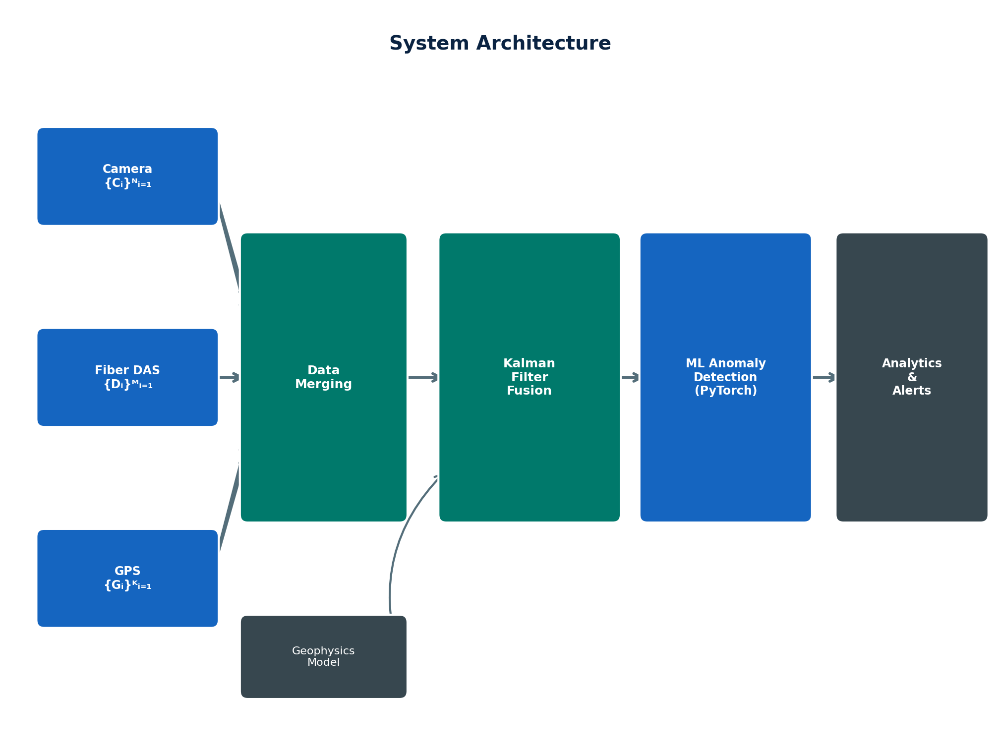 System Architecture
Camera
{Cᵢ}ᴺᵢ₌₁
Fiber DAS
{Dᵢ}ᴹᵢ₌₁
GPS
{Gᵢ}ᴷᵢ₌₁
Data
Merging
Kalman
Filter
Fusion
ML Anomaly
Detection
(PyTorch)
Analytics
&
Alerts
Geophysics
Model